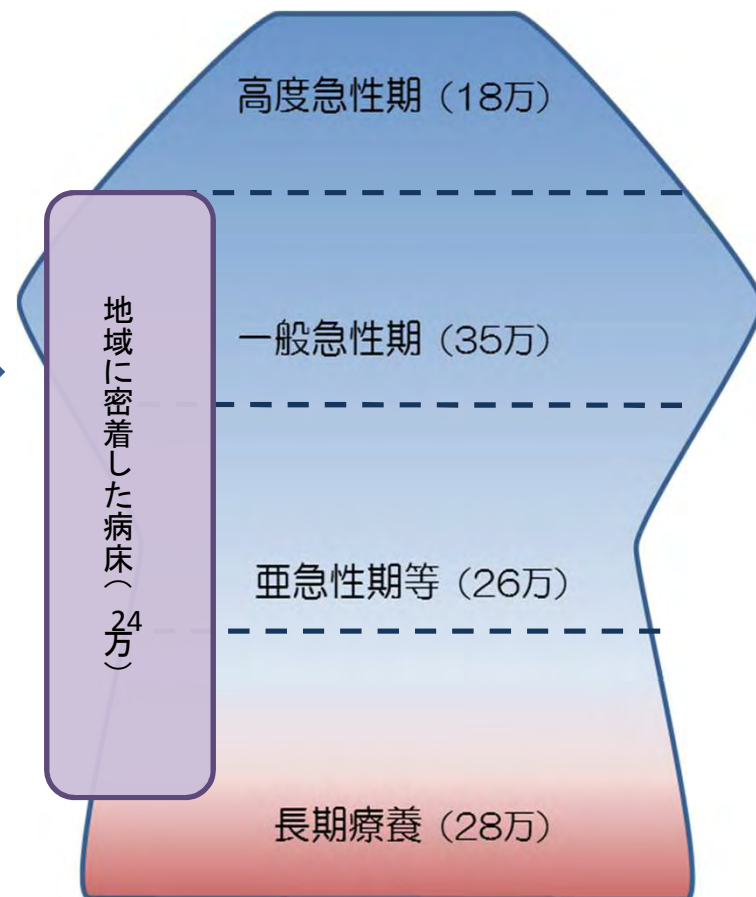 高度急性期（18万）
一般急性期（35万）
亜急性期等（26万）
長期療養（28万）
地域に密着した病床（24万）